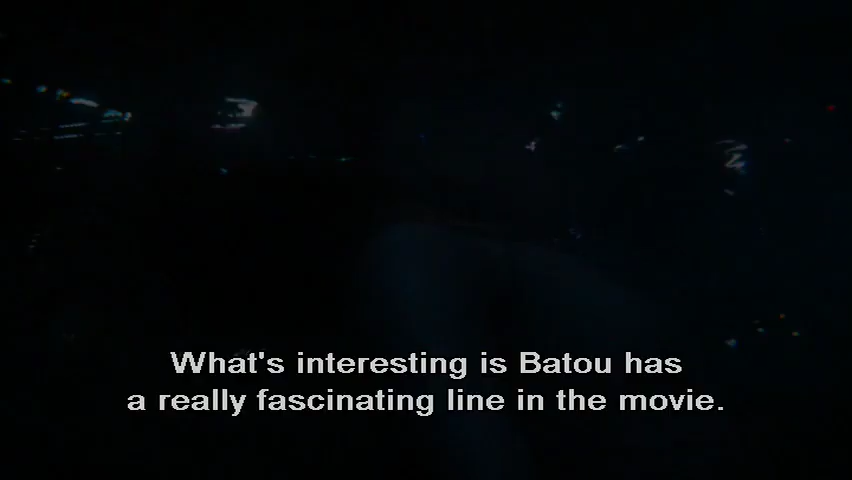 What's interesting is Batou has
a really fascinating line in the movie.